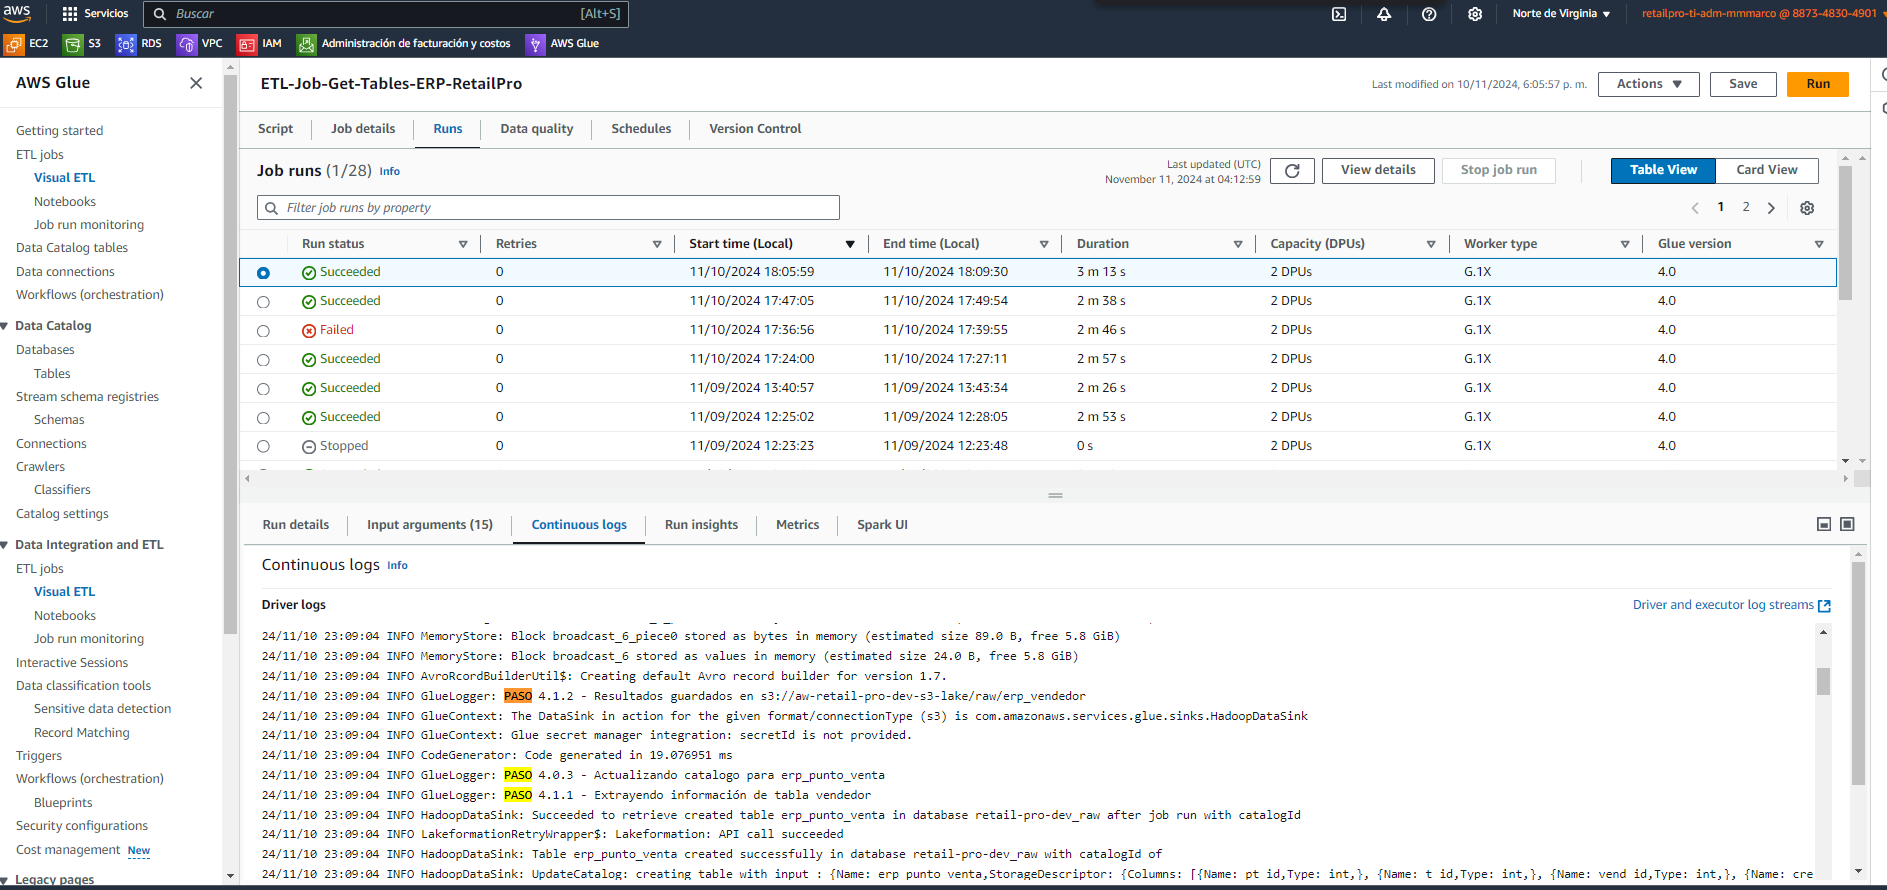 aws
Servicios
Buscar
[Alt+S]
Norte de Virginia
retailpro-ti-adm-mmmarco @ 8873-4830-4901
EC2
S3
RDS
VPC
IAM
Administración de facturación y costos
AWS Glue
AWS Glue
Getting started
ETL jobs
Visual ETL
Notebooks
Job run monitoring
Data Catalog tables
Data connections
Workflows (orchestration)
Data Catalog
Databases
Tables
Stream schema registries
Schemas
Connections
Crawlers
Classifiers
Catalog settings
Data Integration and ETL
ETL jobs
Visual ETL
Notebooks
Job run monitoring
Interactive Sessions
Data classification tools
Sensitive data detection
Record Matching
Triggers
Workflows (orchestration)
Blueprints
Security configurations
Cost management New
Legacy pages
ETL-Job-Get-Tables-ERP-RetailPro
Last modified on 10/11/2024, 6:05:57 p. m.
Actions
Save
Run
Script
Job details
Runs
Data quality
Schedules
Version Control
Job runs (1/28) Info
Last updated (UTC)
November 11, 2024 at 04:12:59
View details
Stop job run
Table View
Card View
Filter job runs by property
1
2
Run status Retries Start time (Local) End time (Local) Duration Capacity (DPUs) Worker type Glue version
Succeeded 0 11/10/2024 18:05:59 11/10/2024 18:09:30 3 m 13 s 2 DPUs G.1X 4.0
Succeeded 0 11/10/2024 17:47:05 11/10/2024 17:49:54 2 m 38 s 2 DPUs G.1X 4.0
Failed 0 11/10/2024 17:36:56 11/10/2024 17:39:55 2 m 46 s 2 DPUs G.1X 4.0
Succeeded 0 11/10/2024 17:24:00 11/10/2024 17:27:11 2 m 57 s 2 DPUs G.1X 4.0
Succeeded 0 11/09/2024 13:40:57 11/09/2024 13:43:34 2 m 26 s 2 DPUs G.1X 4.0
Succeeded 0 11/09/2024 12:25:02 11/09/2024 12:28:05 2 m 53 s 2 DPUs G.1X 4.0
Stopped 0 11/09/2024 12:23:23 11/09/2024 12:23:48 0 s 2 DPUs G.1X 4.0
Run details
Input arguments (15)
Continuous logs
Run insights
Metrics
Spark UI
Continuous logs Info
Driver logs
Driver and executor log streams
24/11/10 23:09:04 INFO MemoryStore: Block broadcast_6_piece0 stored as bytes in memory (estimated size 89.0 B, free 5.8 GiB)
24/11/10 23:09:04 INFO MemoryStore: Block broadcast_6 stored as values in memory (estimated size 24.0 B, free 5.8 GiB)
24/11/10 23:09:04 INFO AvroRcordBuilderUtil$: Creating default Avro record builder for version 1.7.
24/11/10 23:09:04 INFO GlueLogger: PASO 4.1.2 - Resultados guardados en s3://aw-retail-pro-dev-s3-lake/raw/erp_vendedor
24/11/10 23:09:04 INFO GlueContext: The DataSink in action for the given format/connectionType (s3) is com.amazonaws.services.glue.sinks.HadoopDataSink
24/11/10 23:09:04 INFO GlueContext: Glue secret manager integration: secretId is not provided.
24/11/10 23:09:04 INFO CodeGenerator: Code generated in 19.076951 ms
24/11/10 23:09:04 INFO GlueLogger: PASO 4.0.3 - Actualizando catalogo para erp_punto_venta
24/11/10 23:09:04 INFO GlueLogger: PASO 4.1.1 - Extrayendo información de tabla vendedor
24/11/10 23:09:04 INFO HadoopDataSink: Succeeded to retrieve created table erp_punto_venta in database retail-pro-dev_raw after job run with catalogId
24/11/10 23:09:04 INFO LakeformationRetryWrapper$: Lakeformation: API call succeeded
24/11/10 23:09:04 INFO HadoopDataSink: Table erp_punto_venta created successfully in database retail-pro-dev_raw with catalogId of
24/11/10 23:09:04 INFO HadoopDataSink: UpdateCatalog: creating table with input : {Name: erp_punto_venta,StorageDescriptor: {Columns: [{Name: pt_id,Type: int,}, {Name: t_id,Type: int,}, {Name: vend_id,Type: int,}, {Name: cre